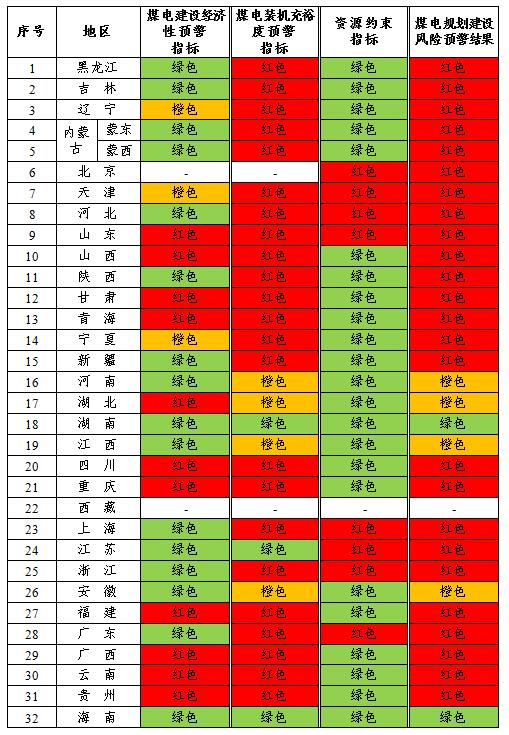 序号 地区 煤电建设经济性预警指标 煤电装机充裕度预警指标 资源约束指标 煤电规划建设风险预警结果
1 黑龙江 绿色 红色 绿色 红色
2 吉林 绿色 红色 绿色 红色
3 辽宁 橙色 红色 绿色 红色
4 内蒙古 蒙东 绿色 红色 绿色 红色
5 蒙西 绿色 红色 绿色 红色
6 北京 - - 红色 红色
7 天津 橙色 红色 红色 红色
8 河北 绿色 红色 红色 红色
9 山东 红色 红色 红色 红色
10 山西 红色 红色 绿色 红色
11 陕西 绿色 红色 绿色 红色
12 甘肃 红色 红色 绿色 红色
13 青海 红色 红色 绿色 红色
14 宁夏 橙色 红色 绿色 红色
15 新疆 绿色 红色 绿色 红色
16 河南 绿色 橙色 绿色 橙色
17 湖北 红色 橙色 绿色 橙色
18 湖南 绿色 绿色 绿色 绿色
19 江西 绿色 橙色 绿色 橙色
20 四川 红色 红色 绿色 红色
21 重庆 红色 红色 绿色 红色
22 西藏 - - - -
23 上海 绿色 红色 红色 红色
24 江苏 绿色 绿色 红色 红色
25 浙江 绿色 红色 红色 红色
26 安徽 绿色 橙色 绿色 橙色
27 福建 红色 红色 绿色 红色
28 广东 绿色 红色 红色 红色
29 广西 红色 红色 绿色 红色
30 云南 红色 红色 绿色 红色
31 贵州 红色 红色 绿色 红色
32 海南 绿色 绿色 绿色 绿色